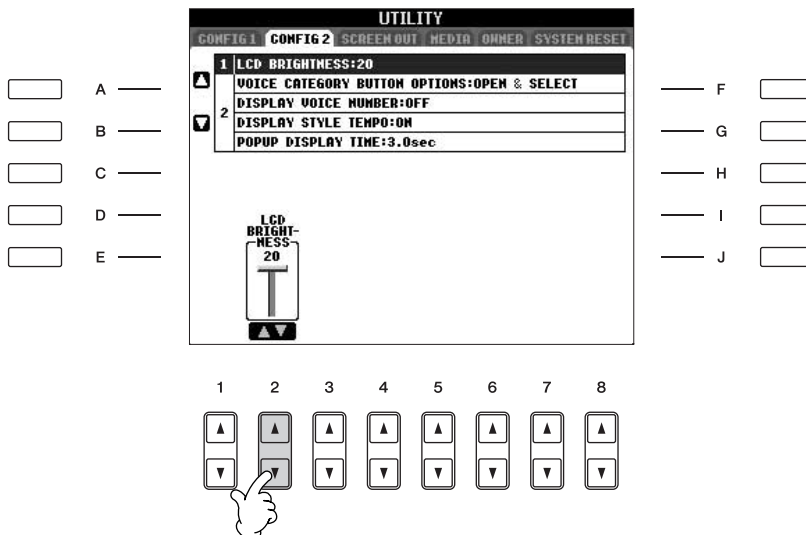 UTILITY
CONFIG 1 CONFIG 2 SCREEN OUT MEDIA OWNER SYSTEM RESET
1 LCD BRIGHTNESS:20
VOICE CATEGORY BUTTON OPTIONS:OPEN & SELECT
2
DISPLAY VOICE NUMBER:OFF
DISPLAY STYLE TEMPO:ON
POPUP DISPLAY TIME:3.0sec
A
B
C
D
E
F
G
H
I
J
LCD
BRIGHT-
NESS
20
1 2 3 4 5 6 7 8